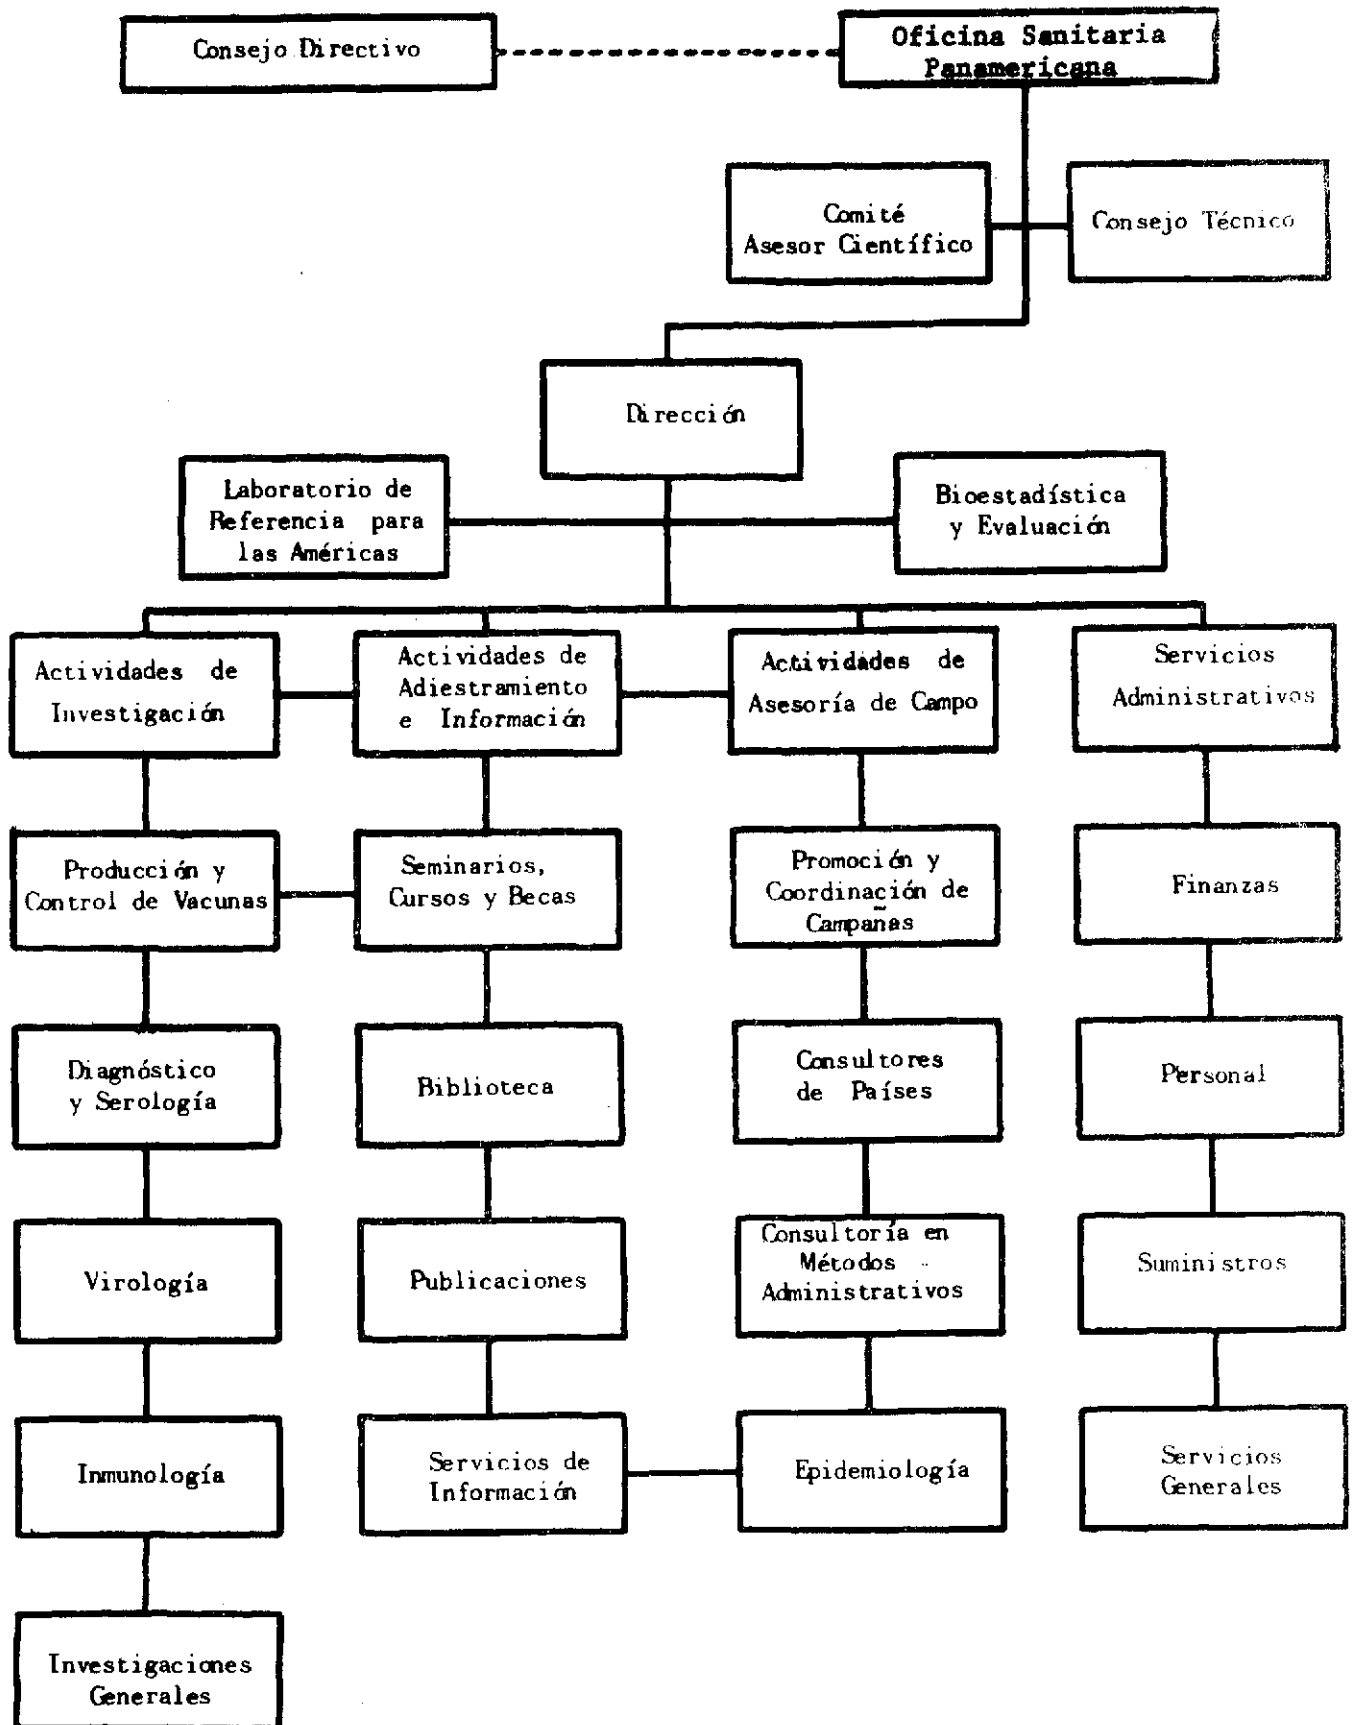 Consejo Directivo
Oficina Sanitaria
Panamericana
Comité
Asesor Científico
Consejo Técnico
Dirección
Laboratorio de
Referencia para
las Américas
Bioestadística
y Evaluación
Actividades de
Investigación
Actividades de
Adiestramiento
e Información
Actividades de
Asesoría de Campo
Servicios
Administrativos
Producción y
Control de Vacunas
Seminarios,
Cursos y Becas
Promoción y
Coordinación de
Campañas
Finanzas
Diagnóstico
y Serología
Biblioteca
Consultores
de Países
Personal
Virología
Publicaciones
Consultoría en
Métodos
Administrativos
Suministros
Inmunología
Servicios de
Información
Epidemiología
Servicios
Generales
Investigaciones
Generales